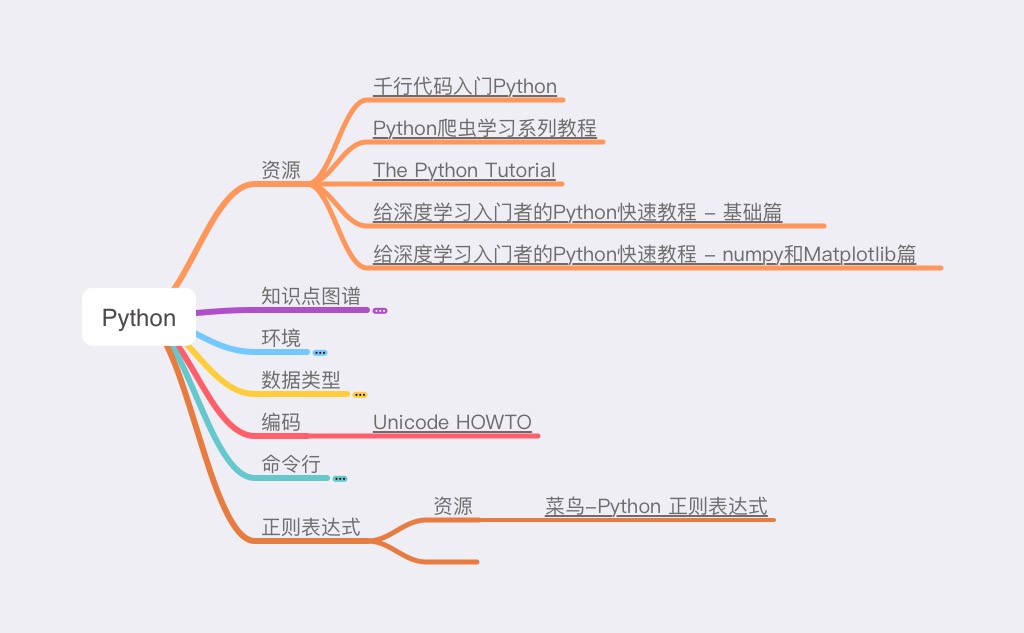 千行代码入门Python
Python爬虫学习系列教程
资源
The Python Tutorial
给深度学习入门者的Python快速教程 - 基础篇
给深度学习入门者的Python快速教程 - numpy和Matplotlib篇
知识点图谱
Python
环境
数据类型
编码
Unicode HOWTO
命令行
资源
菜鸟-Python 正则表达式
正则表达式